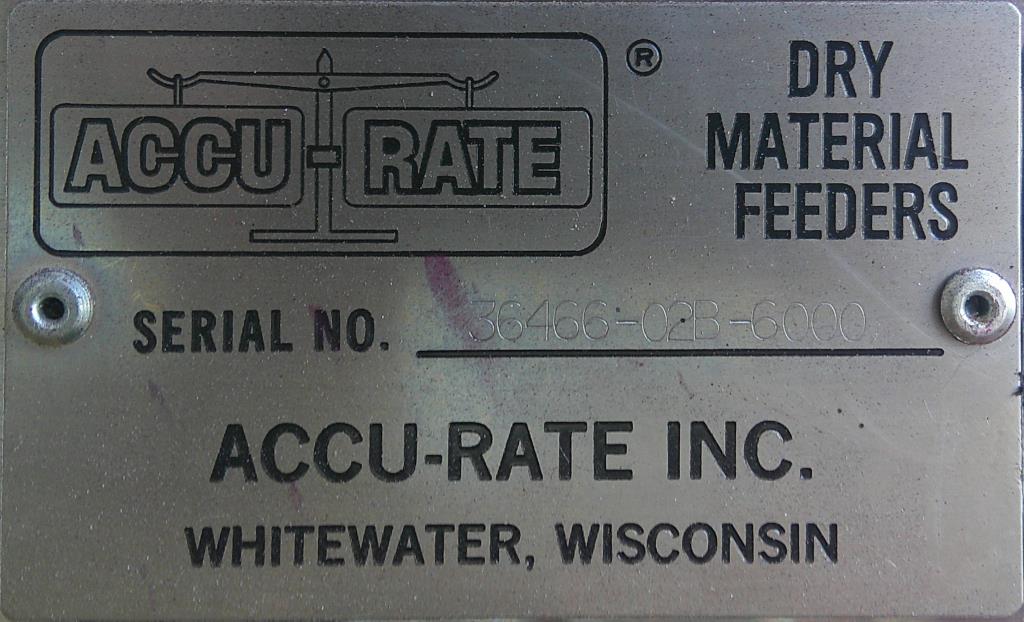 ACCU-RATE ®
DRY
MATERIAL
FEEDERS
SERIAL NO. 36466-02B-6000
ACCU-RATE INC.
WHITEWATER, WISCONSIN